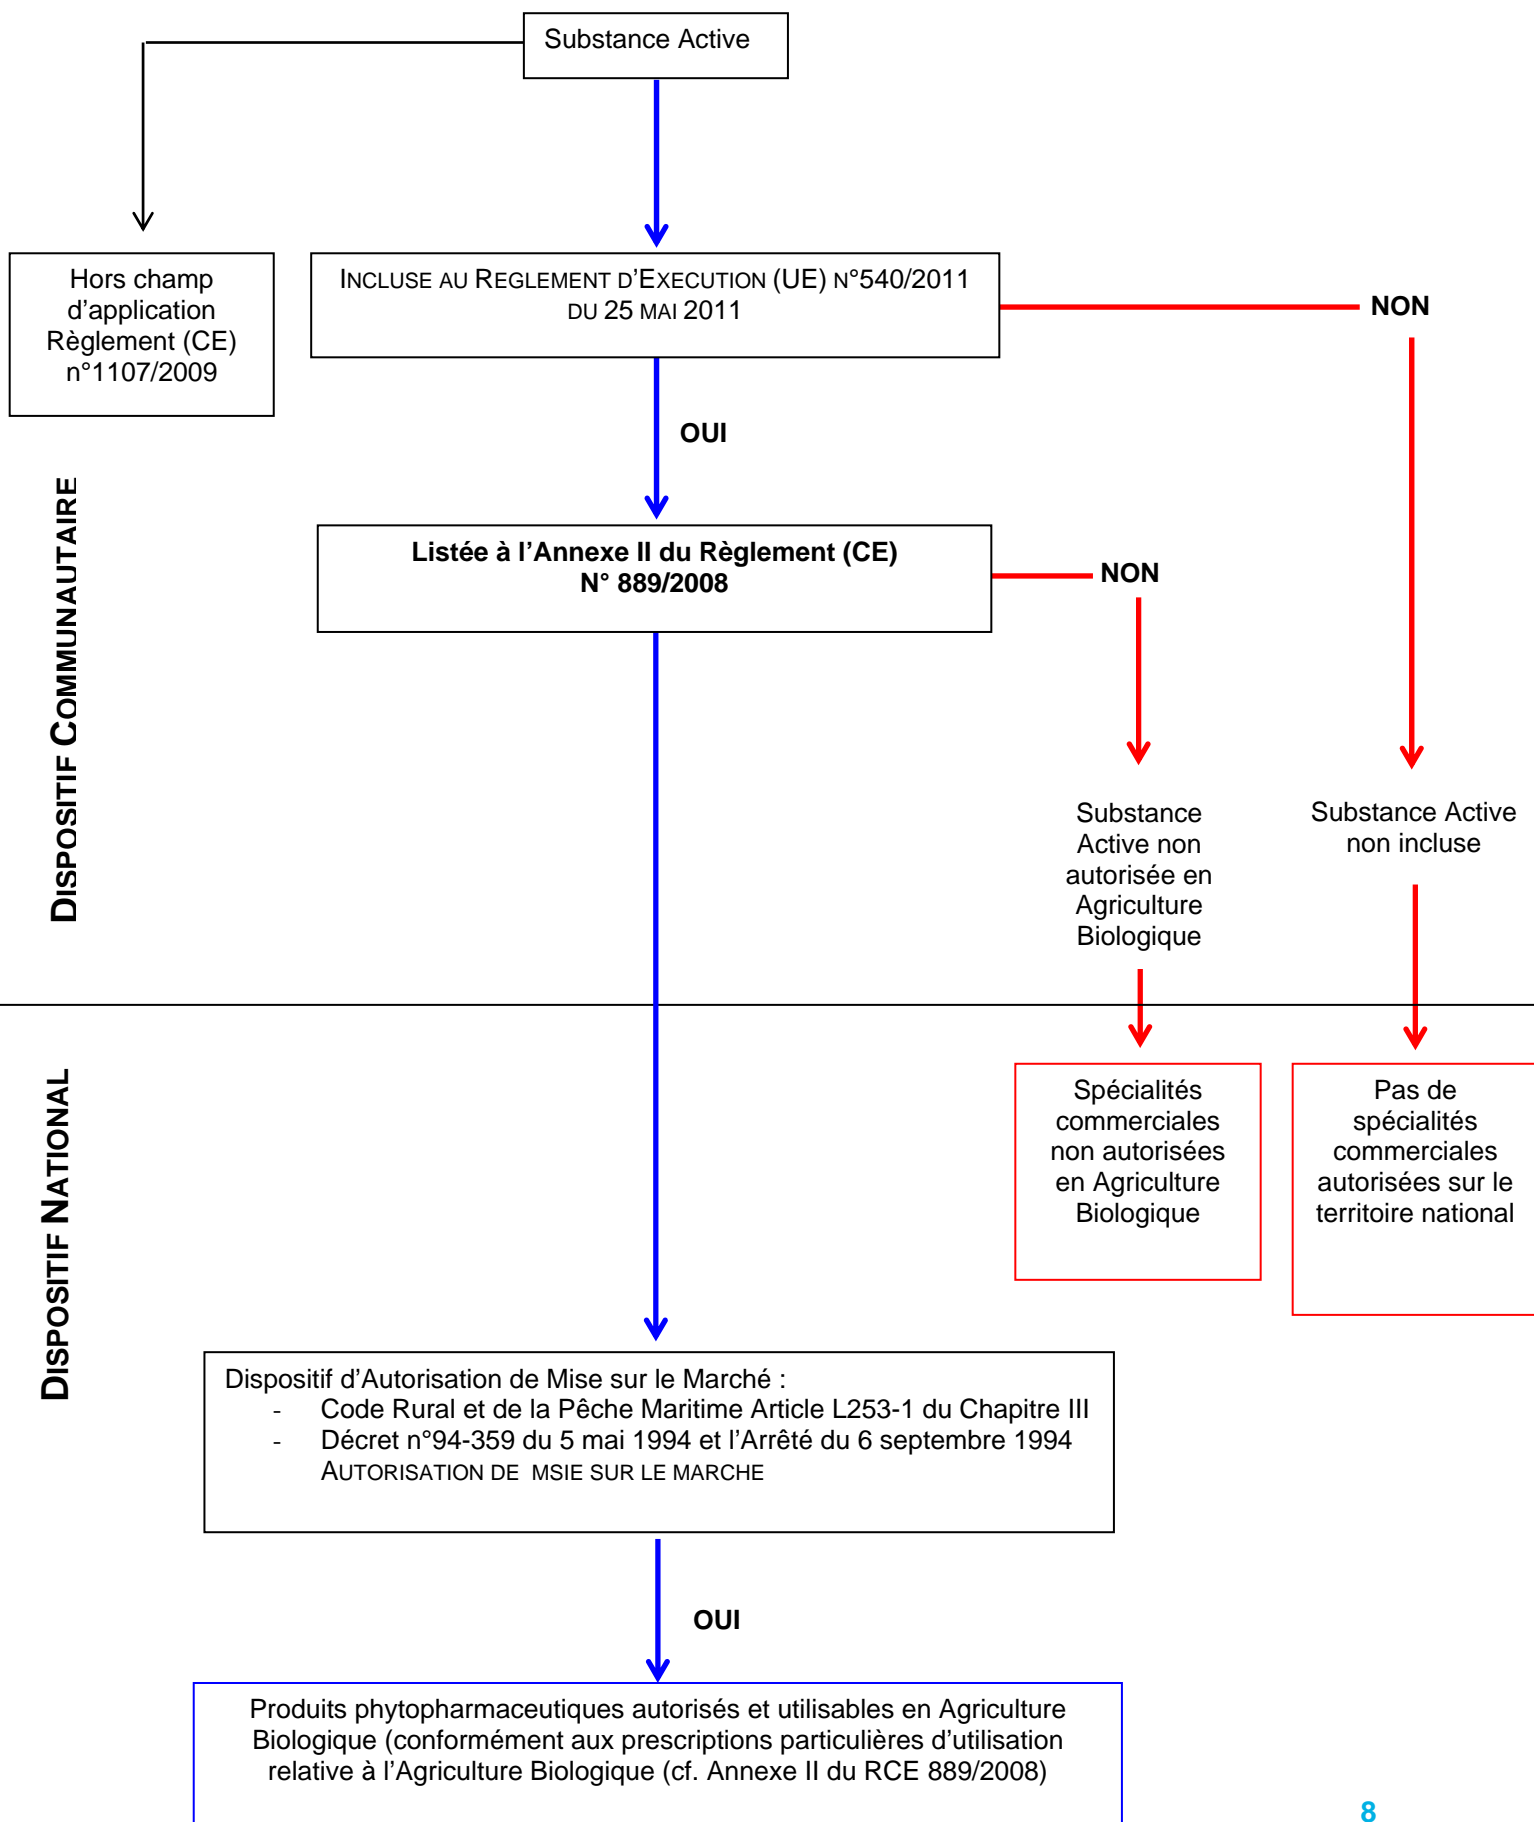 Substance Active
Hors champ
d’application
Règlement (CE)
n°1107/2009
INCLUSE AU REGLEMENT D’EXECUTION (UE) N°540/2011
DU 25 MAI 2011
NON
OUI
DISPOSITIF COMMUNAUTAIRE
Listée à l’Annexe II du Règlement (CE)
N° 889/2008
NON
Substance
Active non
autorisée en
Agriculture
Biologique
Substance Active
non incluse
DISPOSITIF NATIONAL
Spécialités
commerciales
non autorisées
en Agriculture
Biologique
Pas de
spécialités
commerciales
autorisées sur le
territoire national
Dispositif d’Autorisation de Mise sur le Marché :
- Code Rural et de la Pêche Maritime Article L253-1 du Chapitre III
- Décret n°94-359 du 5 mai 1994 et l’Arrêté du 6 septembre 1994
AUTORISATION DE MSIE SUR LE MARCHE
OUI
Produits phytopharmaceutiques autorisés et utilisables en Agriculture
Biologique (conformément aux prescriptions particulières d’utilisation
relative à l’Agriculture Biologique (cf. Annexe II du RCE 889/2008)
8